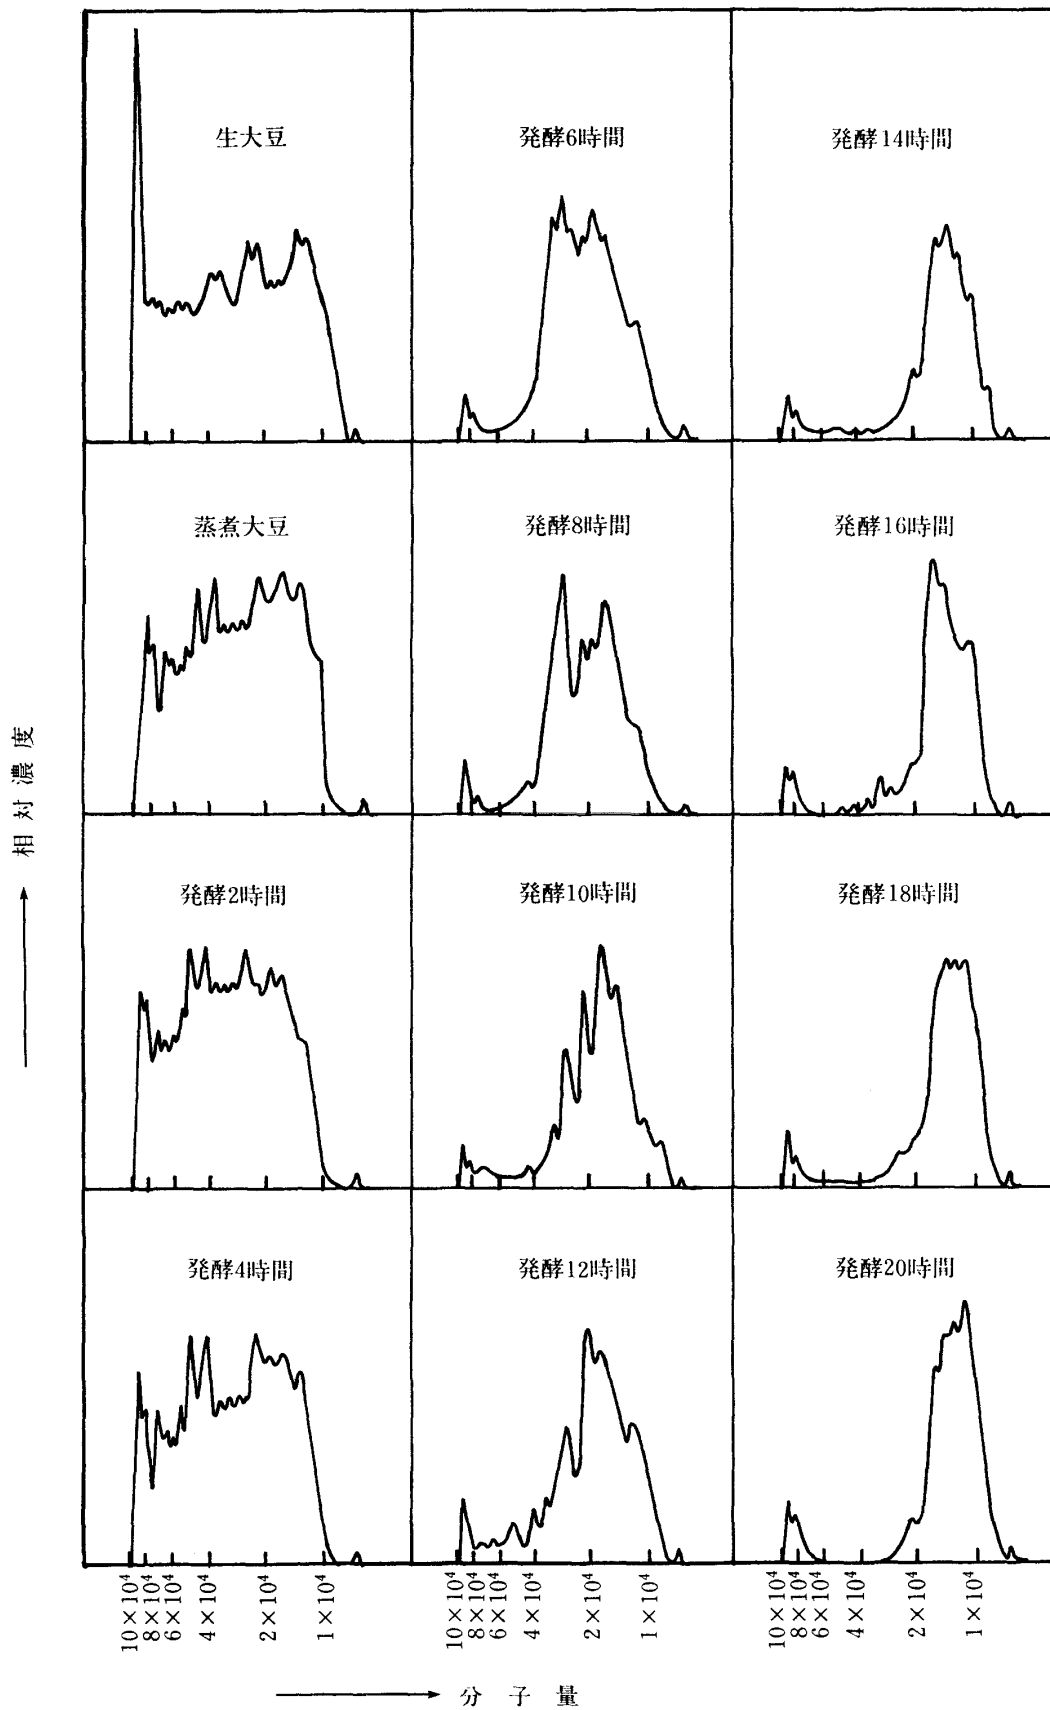 生大豆
発酵6時間
発酵14時間
蒸煮大豆
発酵8時間
発酵16時間
発酵2時間
発酵10時間
発酵18時間
発酵4時間
発酵12時間
発酵20時間
相対濃度
10×10⁴
8×10⁴
6×10⁴
4×10⁴
2×10⁴
1×10⁴
10×10⁴
8×10⁴
6×10⁴
4×10⁴
2×10⁴
1×10⁴
10×10⁴
8×10⁴
6×10⁴
4×10⁴
2×10⁴
1×10⁴
分子量